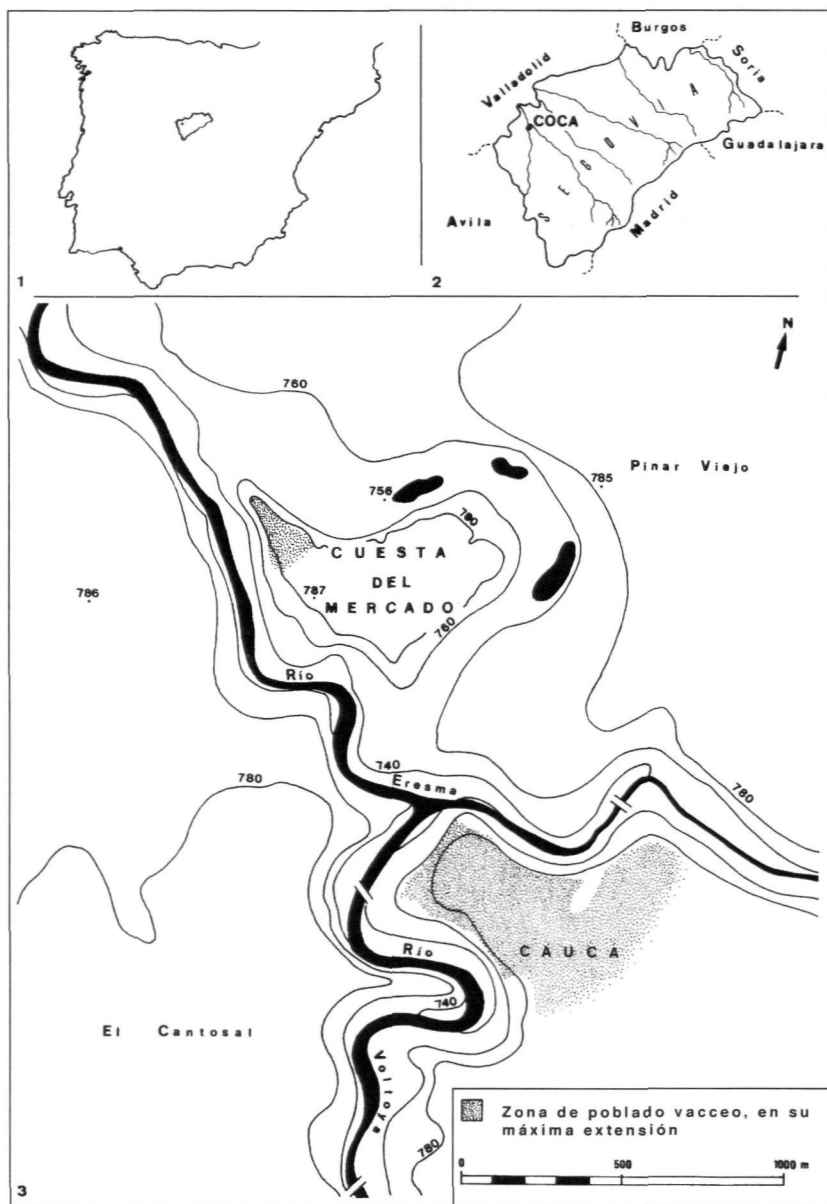 1
Burgos
Valladolid
Soria
COCA
SEGOVIA
Guadalajara
Avila
Madrid
2
N
760
Pinar Viejo
785
756
780
CUESTA
DEL
787
MERCADO
786
760
Río
740
Eresma
780
780
CAUCA
Río
740
El Cantosal
Voltoya
780
Zona de poblado vacceo, en su
máxima extensión
0 500 1000 m
3